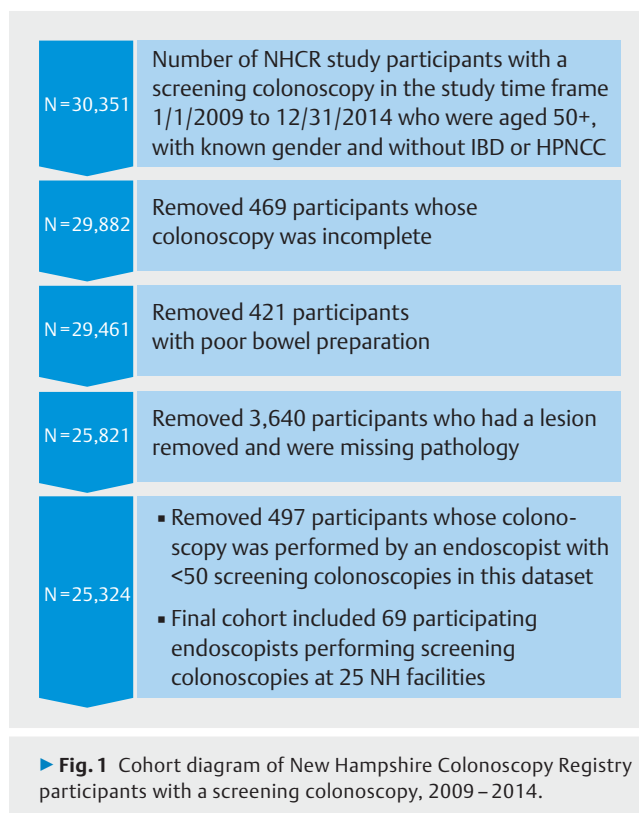 N=30,351
Number of NHCR study participants with a
screening colonoscopy in the study time frame
1/1/2009 to 12/31/2014 who were aged 50+,
with known gender and without IBD or HPNCC
N=29,882
Removed 469 participants whose
colonoscopy was incomplete
N=29,461
Removed 421 participants
with poor bowel preparation
N=25,821
Removed 3,640 participants who had a lesion
removed and were missing pathology
N=25,324
▪ Removed 497 participants whose colono-
scopy was performed by an endoscopist with
<50 screening colonoscopies in this dataset
▪ Final cohort included 69 participating
endoscopists performing screening
colonoscopies at 25 NH facilities
▶ Fig. 1 Cohort diagram of New Hampshire Colonoscopy Registry
participants with a screening colonoscopy, 2009–2014.